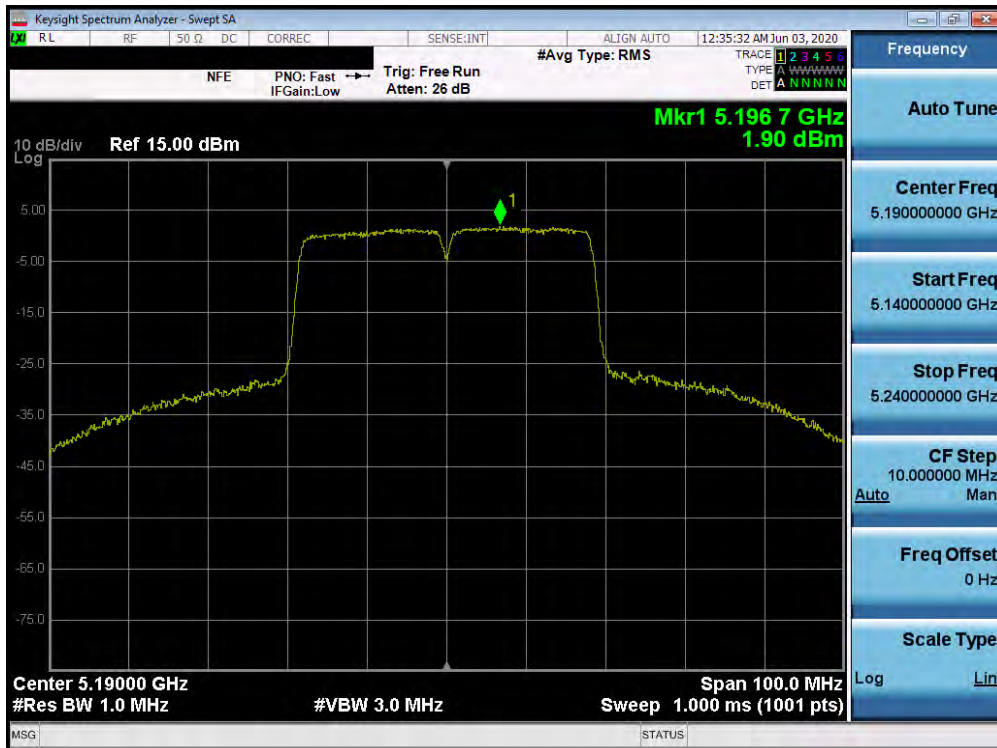 Keysight Spectrum Analyzer - Swept SA
LXI RL RF 50 Ω DC CORREC SENSE:INT ALIGN AUTO 12:35:32 AM Jun 03, 2020
NFE PNO: Fast Trig: Free Run #Avg Type: RMS TRACE 1 2 3 4 5 6
IFGain:Low Atten: 26 dB TYPE A WWWWW
DET A N N N N N
Mkr1 5.196 7 GHz
1.90 dBm
10 dB/div Ref 15.00 dBm
Log
1
5.00
-5.00
-15.0
-25.0
-35.0
-45.0
-55.0
-65.0
-75.0
Center 5.19000 GHz Span 100.0 MHz
#Res BW 1.0 MHz #VBW 3.0 MHz Sweep 1.000 ms (1001 pts)
MSG STATUS
Frequency
Auto Tune
Center Freq
5.190000000 GHz
Start Freq
5.140000000 GHz
Stop Freq
5.240000000 GHz
CF Step
10.000000 MHz
Auto Man
Freq Offset
0 Hz
Scale Type
Log Lin